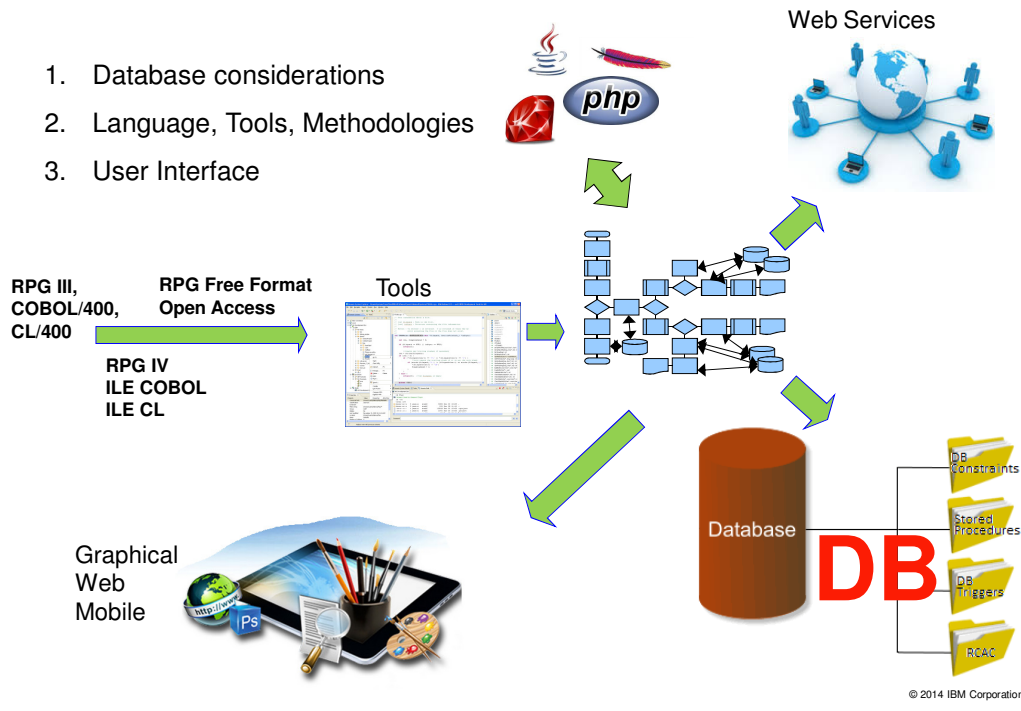 Web Services
1. Database considerations
2. Language, Tools, Methodologies
3. User Interface
php
RPG III,
COBOL/400,
CL/400
RPG Free Format
Open Access
RPG IV
ILE COBOL
ILE CL
Tools
Graphical
Web
Mobile
http://www
Ps
Database
DB
DB
Constraints
Stored
Procedures
DB
Triggers
RCAC
© 2014 IBM Corporation